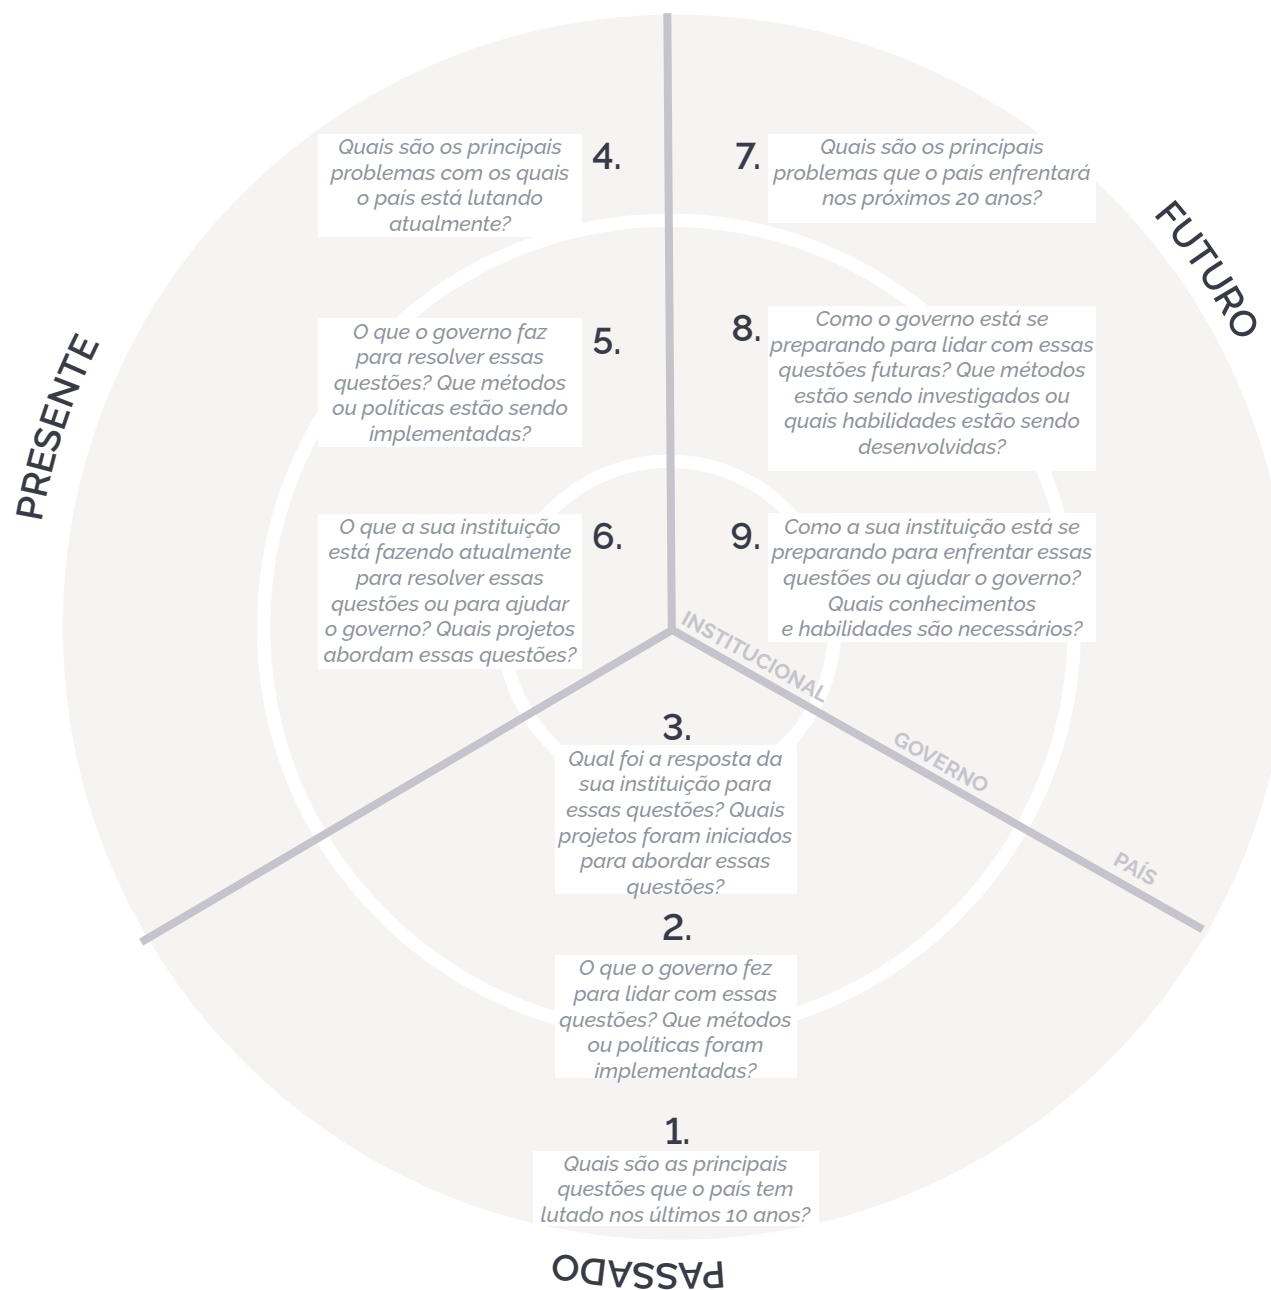 4.
Quais são os principais
problemas com os quais
o país está lutando
atualmente?
7.
Quais são os principais
problemas que o país enfrentará
nos próximos 20 anos?
FUTURO
PRESENTE
5.
O que o governo faz
para resolver essas
questões? Que métodos
ou políticas estão sendo
implementadas?
8.
Como o governo está se
preparando para lidar com essas
questões futuras? Que métodos
estão sendo investigados ou
quais habilidades estão sendo
desenvolvidas?
6.
O que a sua instituição
está fazendo atualmente
para resolver essas
questões ou para ajudar
o governo? Quais projetos
abordam essas questões?
9.
Como a sua instituição está se
preparando para enfrentar essas
questões ou ajudar o governo?
Quais conhecimentos
e habilidades são necessários?
INSTITUCIONAL
GOVERNO
PAÍS
3.
Qual foi a resposta da
sua instituição para
essas questões? Quais
projetos foram iniciados
para abordar essas
questões?
2.
O que o governo fez
para lidar com essas
questões? Que métodos
ou políticas foram
implementadas?
1.
Quais são as principais
questões que o país tem
lutado nos últimos 10 anos?
PASSADO